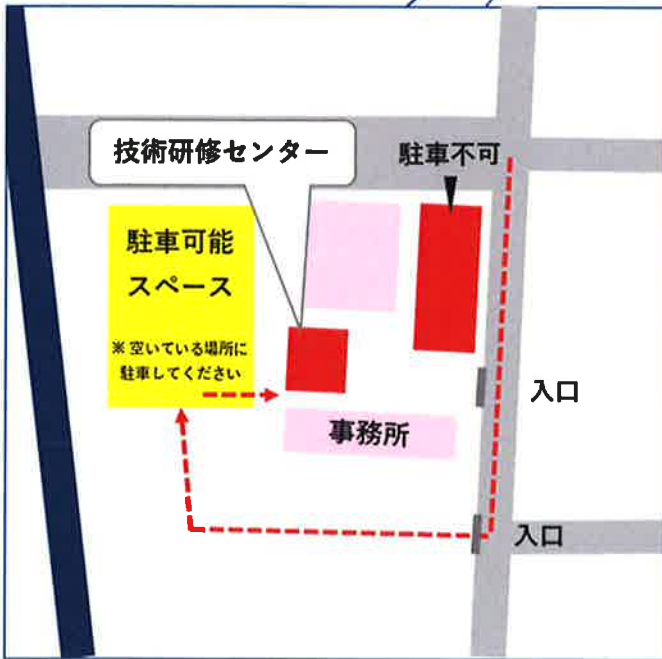 技術研修センター
駐車不可
駐車可能
スペース
※空いている場所に
駐車してください
入口
事務所
入口